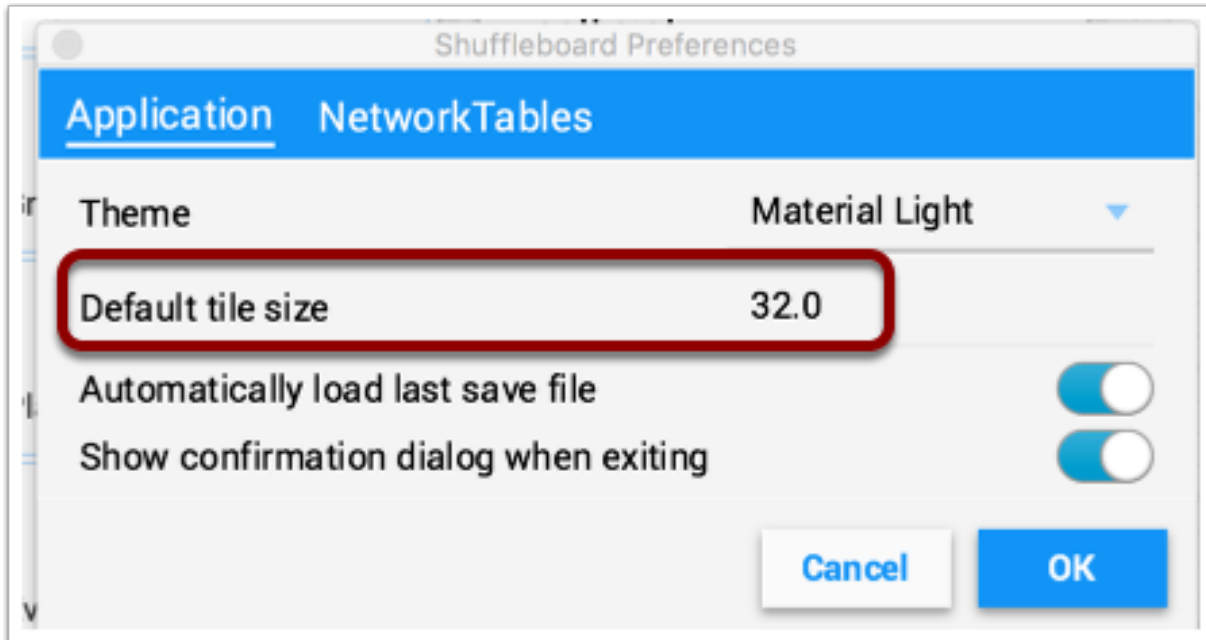 Shuffleboard Preferences
Application NetworkTables
Theme Material Light
Default tile size 32.0
Automatically load last save file
Show confirmation dialog when exiting
Cancel OK